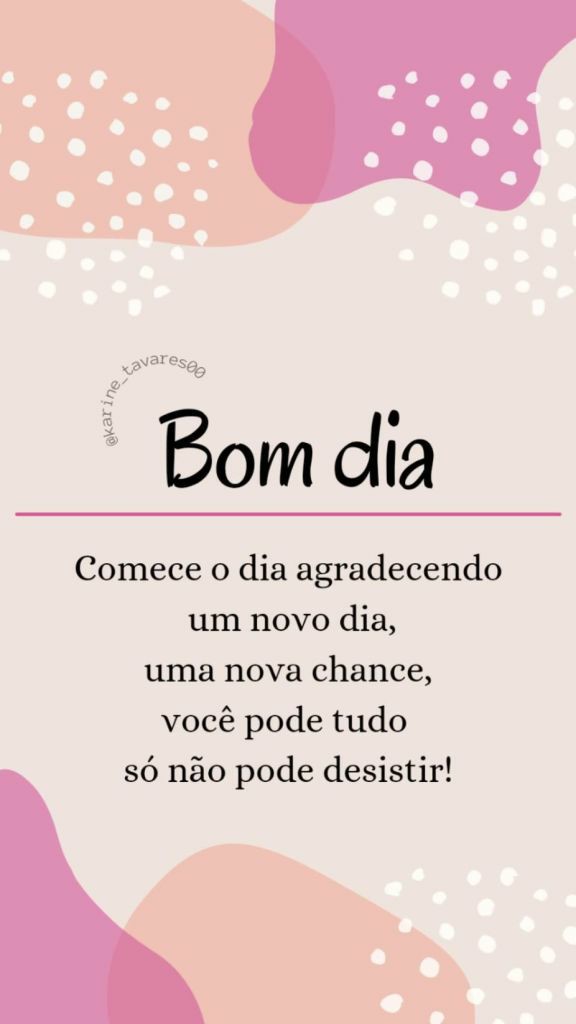 @karine_tavares00
Bom dia
Comece o dia agradecendo
um novo dia,
uma nova chance,
você pode tudo
só não pode desistir!